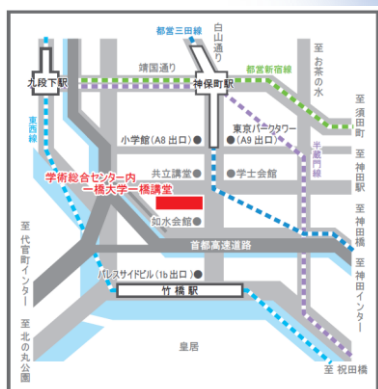 都営三田線
白山通り
靖国通り
都営新宿線
至お茶の水
九段下駅
神保町駅
東西線
小学館(A8 出口)
東京パークタワー
(A9 出口)
至須田町
半蔵門線
至神田駅
学術総合センター内
一橋大学一橋講堂
共立講堂
学士会館
如水会館
至神田橋
首都高速道路
至代官町インター
パレスサイドビル(1b 出口)
至神田インター
竹橋駅
至北の丸公園
皇居
至 祝田橋